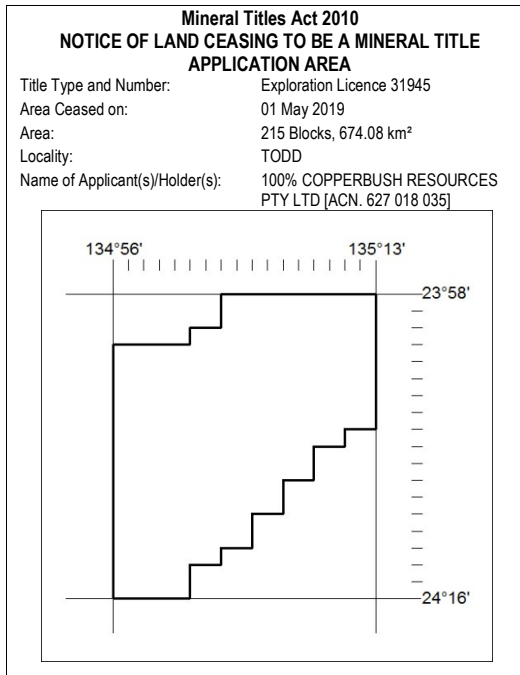 Mineral Titles Act 2010
NOTICE OF LAND CEASING TO BE A MINERAL TITLE
APPLICATION AREA
Title Type and Number: Exploration Licence 31945
Area Ceased on: 01 May 2019
Area: 215 Blocks, 674.08 km²
Locality: TODD
Name of Applicant(s)/Holder(s): 100% COPPERBUSH RESOURCES
PTY LTD [ACN. 627 018 035]
134°56' 135°13'
23°58'
24°16'